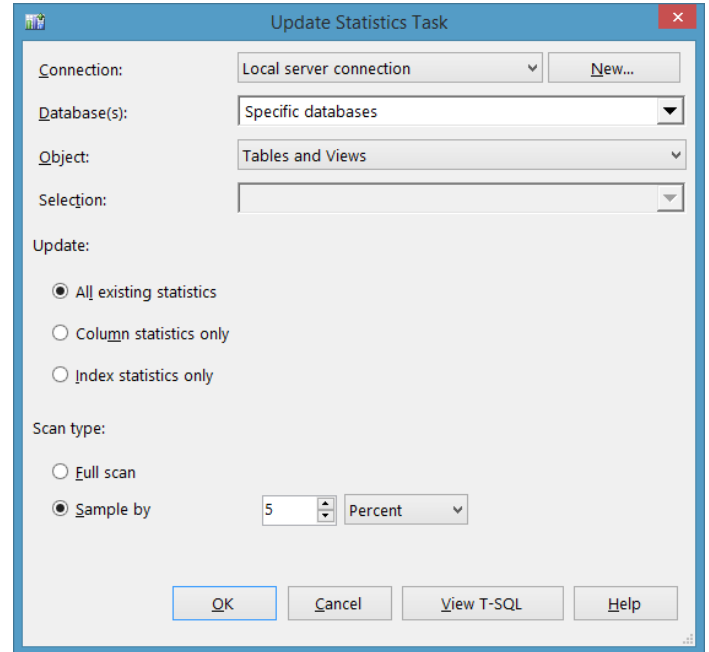 Update Statistics Task
Connection: Local server connection New...
Database(s): Specific databases
Object: Tables and Views
Selection:
Update:
All existing statistics
Column statistics only
Index statistics only
Scan type:
Full scan
Sample by 5 Percent
OK Cancel View T-SQL Help